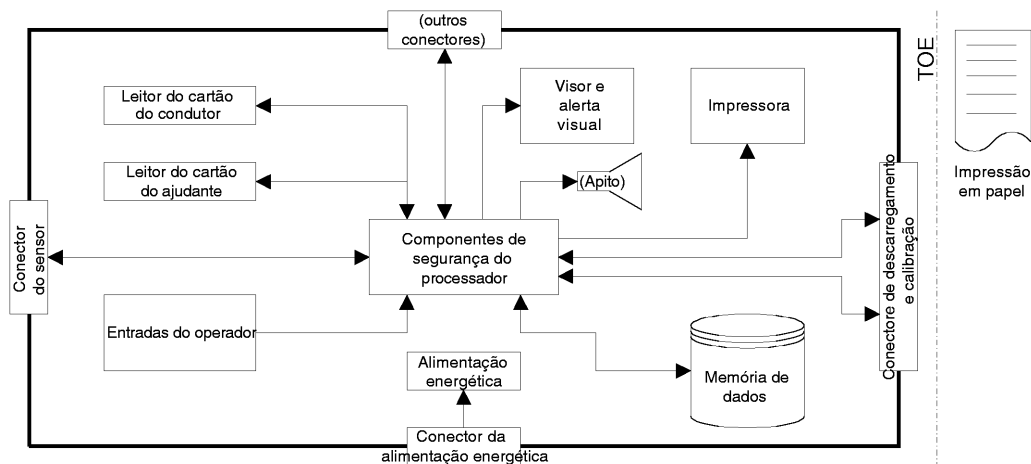 (outros
conectores)
TOE
Leitor do cartão
do condutor
Visor e
alerta
visual
Impressora
Impressão
em papel
Leitor do cartão
do ajudante
(Apito)
Conector
do sensor
Componentes de
segurança do
processador
Conectore de descarregamento
e calibração
Entradas do operador
Alimentação
energética
Memória de
dados
Conector da
alimentação energética